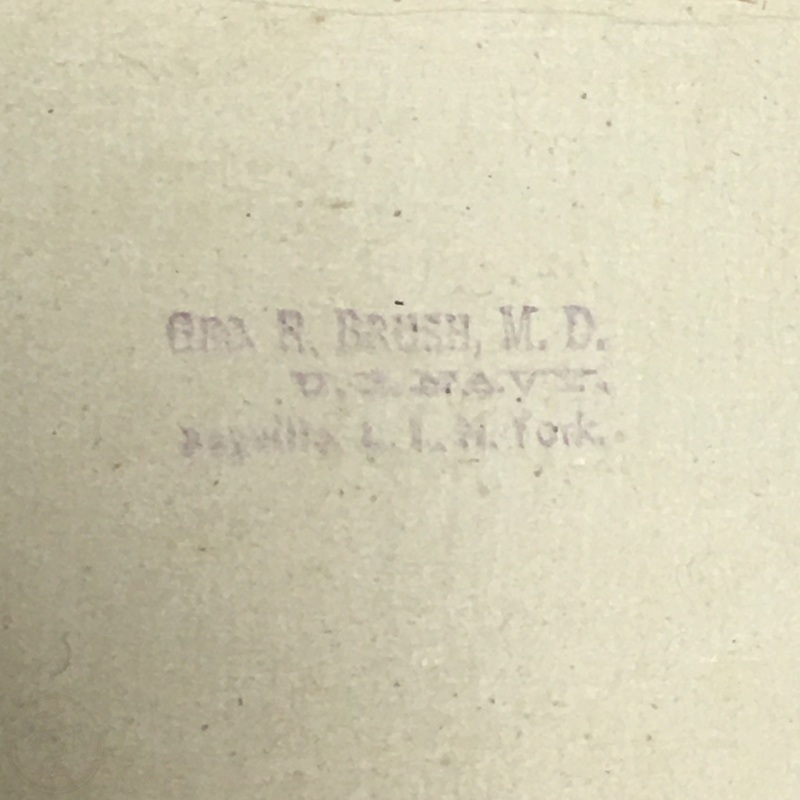 GEO. R. BRUSH, M. D.
U. S. NAVY.
Sayville, L. I., N. York.